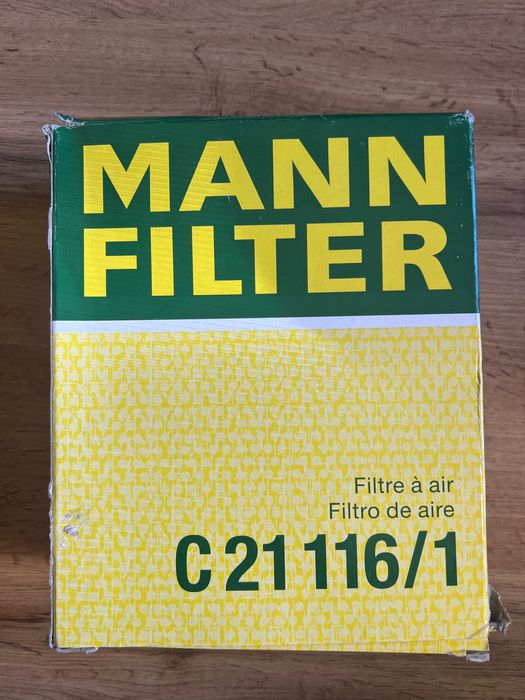 MANN
FILTER
Filtre à air
Filtro de aire
C 21 116/1